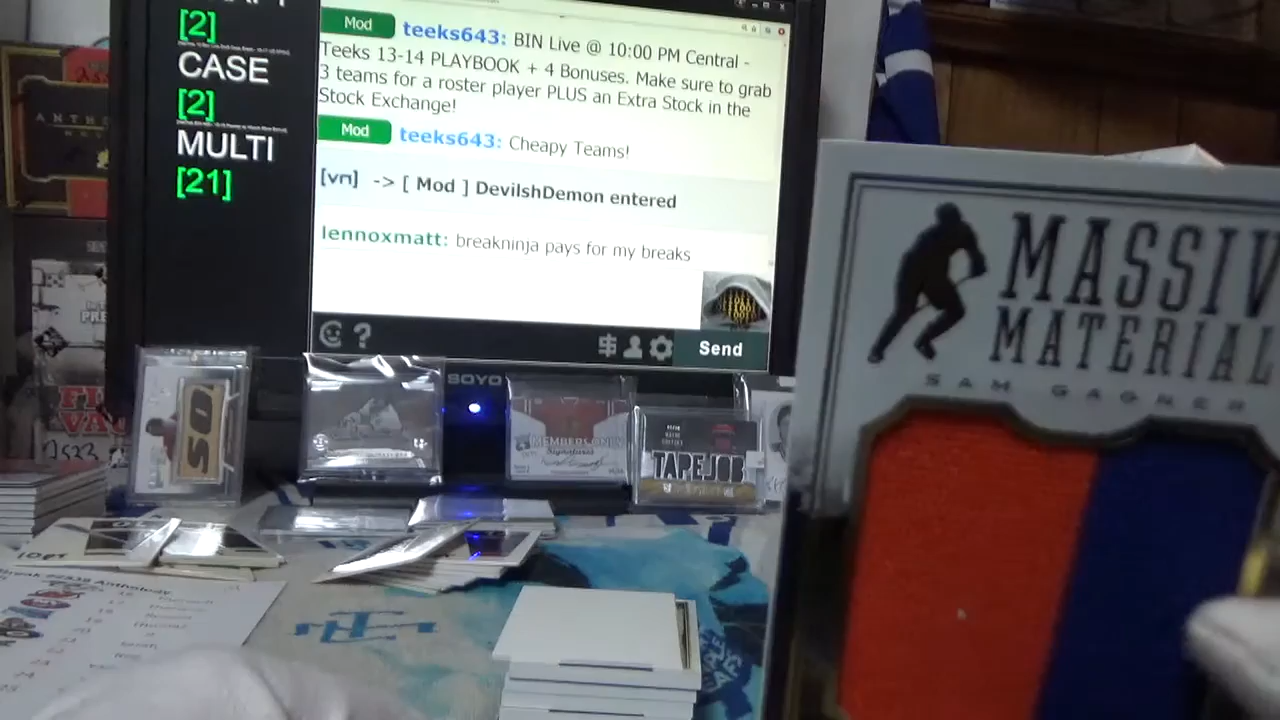 [2]
CASE
[2]
MULTI
[21]
Mod teeks643: BIN Live @ 10:00 PM Central -
Teeks 13-14 PLAYBOOK + 4 Bonuses. Make sure to grab
3 teams for a roster player PLUS an Extra Stock in the
Stock Exchange!
Mod teeks643: Cheapy Teams!
-> [ Mod ] DevilshDemon entered
lennoxmatt: breakninja pays for my breaks
Send
SOYO
MEMBERS ONLY
Signatures
TAPE JOB
Anthology
MASSIV
MATERIAL
SAM GAGNER